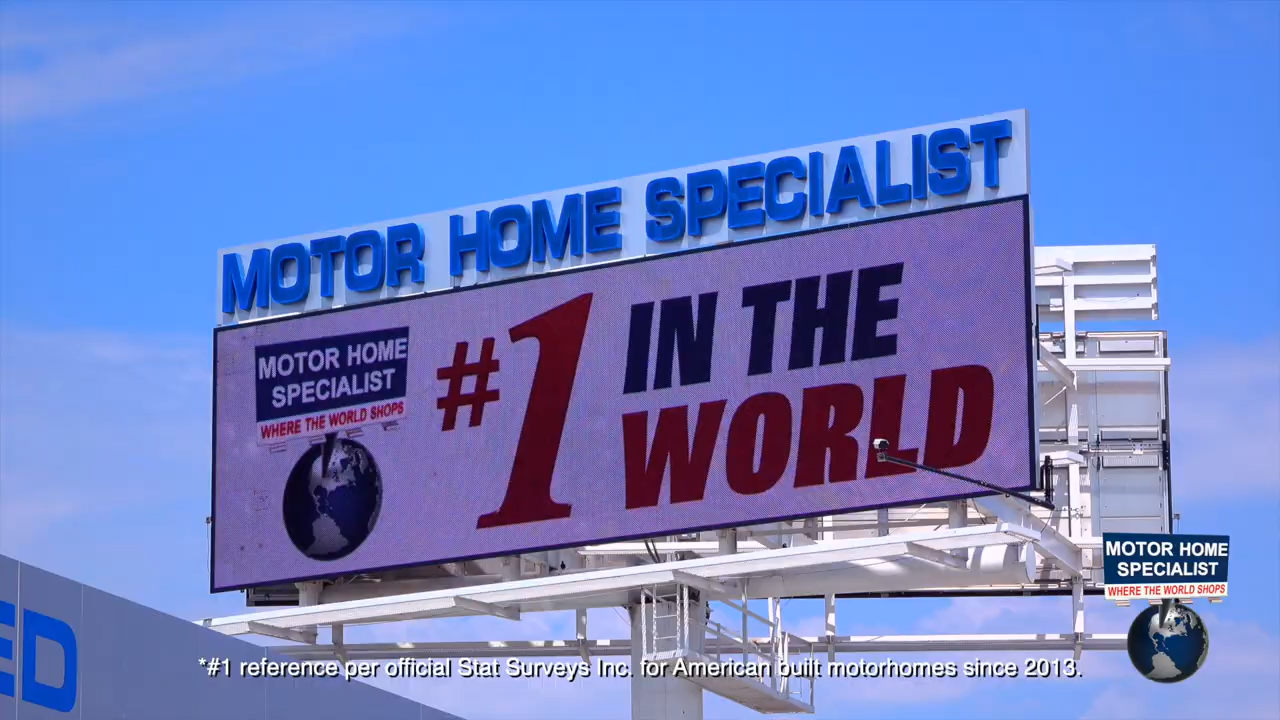 MOTOR HOME SPECIALIST
MOTOR HOME
SPECIALIST
WHERE THE WORLD SHOPS
#1 IN THE
WORLD
ED
MOTOR HOME
SPECIALIST
WHERE THE WORLD SHOPS
*#1 reference per official Stat Surveys Inc. for American built motorhomes since 2013.